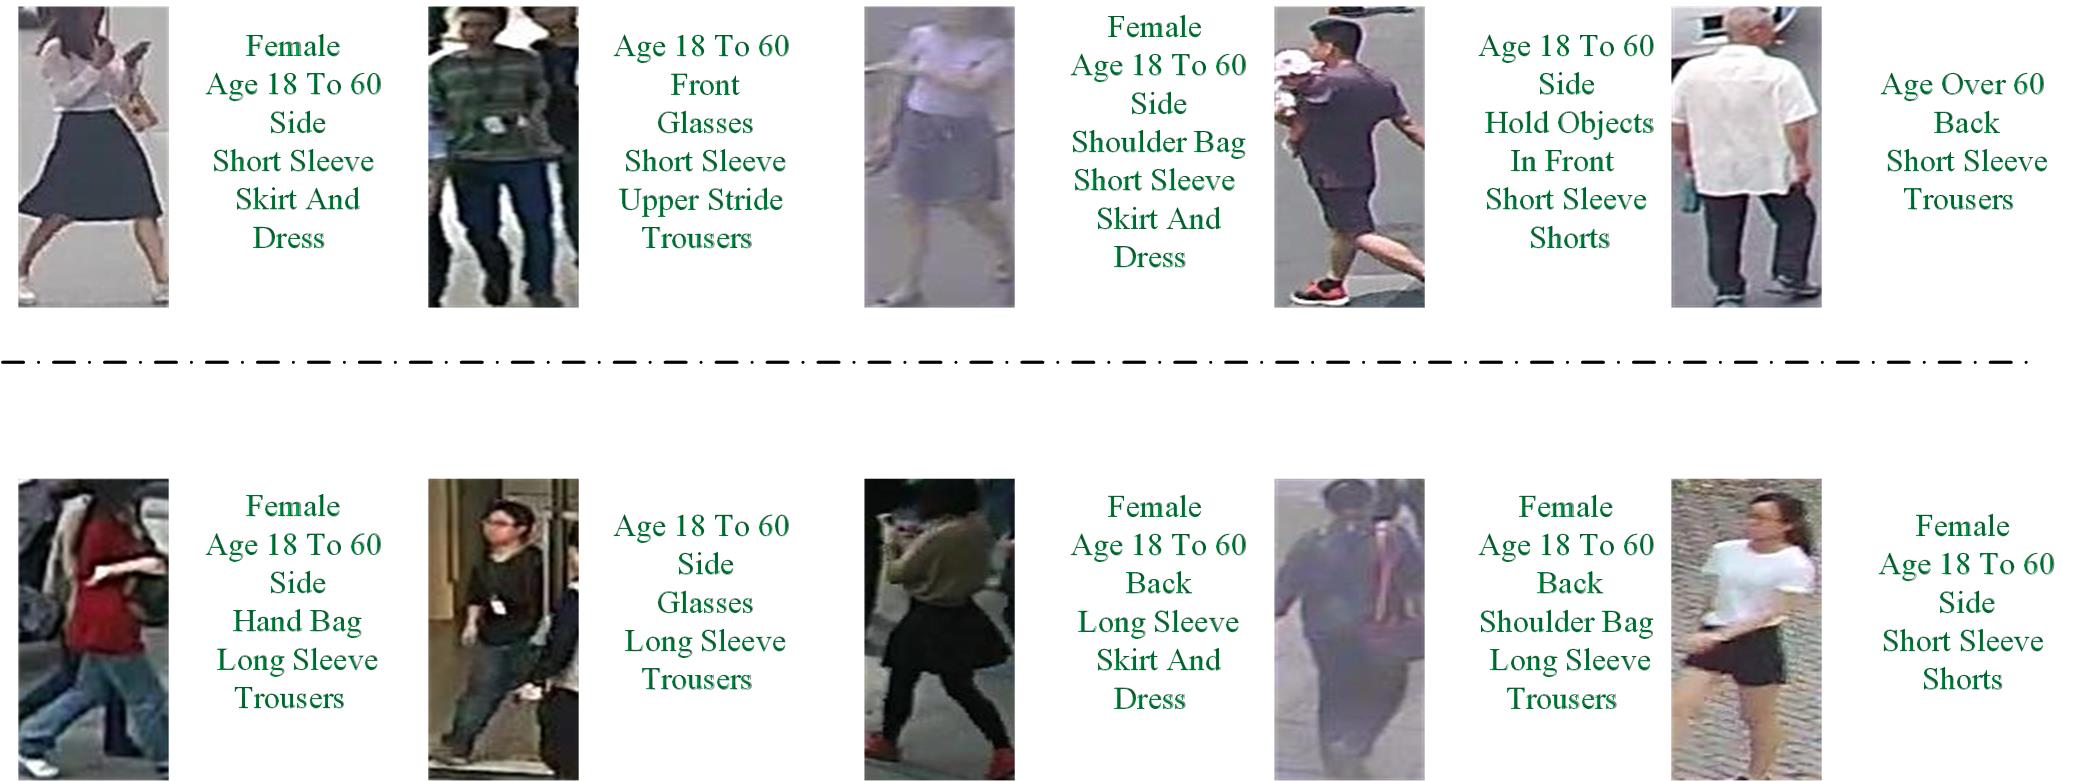 Female
Age 18 To 60
Side
Short Sleeve
Skirt And
Dress
Age 18 To 60
Front
Glasses
Short Sleeve
Upper Stride
Trousers
Female
Age 18 To 60
Side
Shoulder Bag
Short Sleeve
Skirt And
Dress
Age 18 To 60
Side
Hold Objects
In Front
Short Sleeve
Shorts
Age Over 60
Back
Short Sleeve
Trousers
Female
Age 18 To 60
Side
Hand Bag
Long Sleeve
Trousers
Age 18 To 60
Side
Glasses
Long Sleeve
Trousers
Female
Age 18 To 60
Back
Long Sleeve
Skirt And
Dress
Female
Age 18 To 60
Back
Shoulder Bag
Long Sleeve
Trousers
Female
Age 18 To 60
Side
Short Sleeve
Shorts